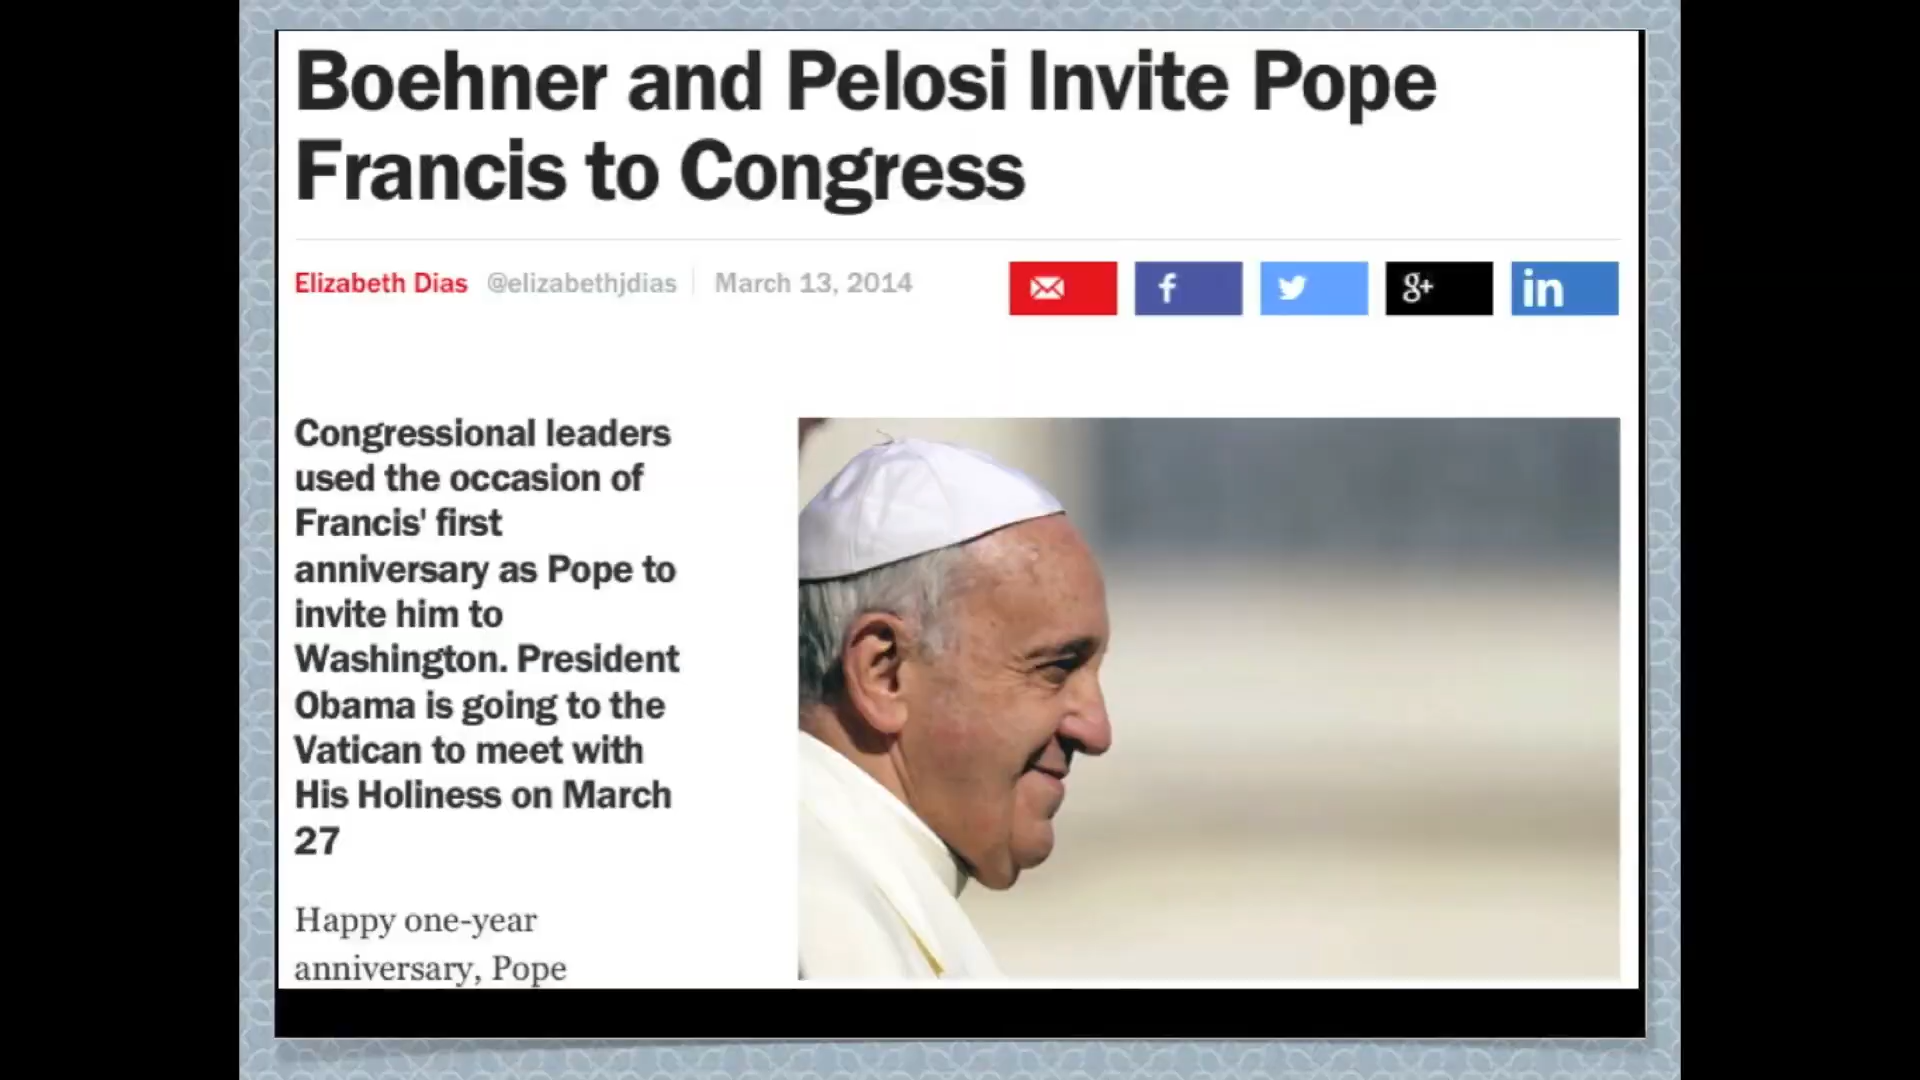 Boehner and Pelosi Invite Pope
Francis to Congress
Elizabeth Dias @elizabethjdias March 13, 2014
f
g+
in
Congressional leaders
used the occasion of
Francis' first
anniversary as Pope to
invite him to
Washington. President
Obama is going to the
Vatican to meet with
His Holiness on March
27
Happy one-year
anniversary, Pope